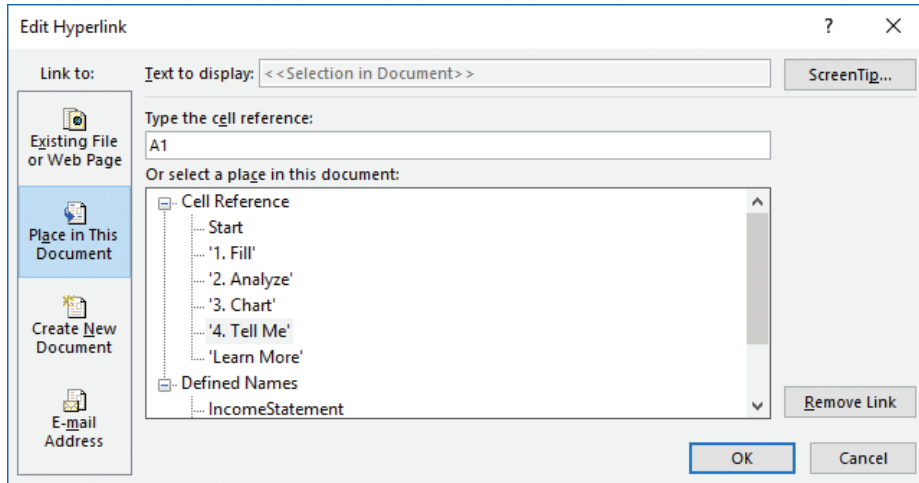 Edit Hyperlink
? ×
Link to:
Text to display: <<Selection in Document>>
ScreenTip...
Existing File
or Web Page
Place in This
Document
Create New
Document
E-mail
Address
Type the cell reference:
A1
Or select a place in this document:
Cell Reference
Start
'1. Fill'
'2. Analyze'
'3. Chart'
'4. Tell Me'
'Learn More'
Defined Names
IncomeStatement
Remove Link
OK
Cancel